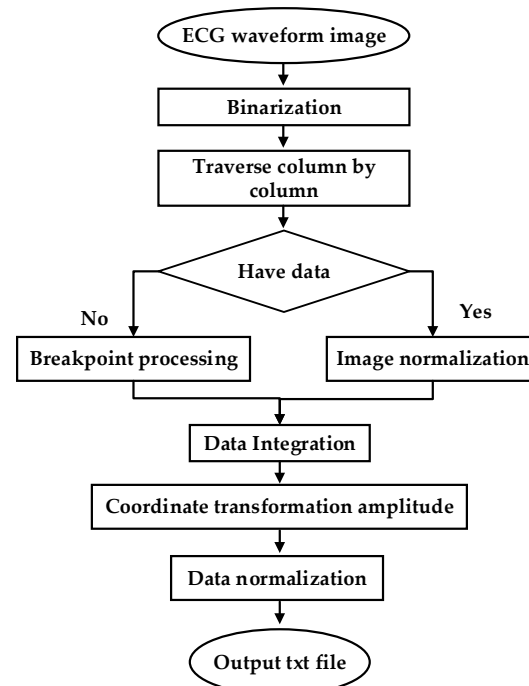 ECG waveform image
Binarization
Traverse column by
column
Have data
No
Yes
Breakpoint processing
Image normalization
Data Integration
Coordinate transformation amplitude
Data normalization
Output txt file